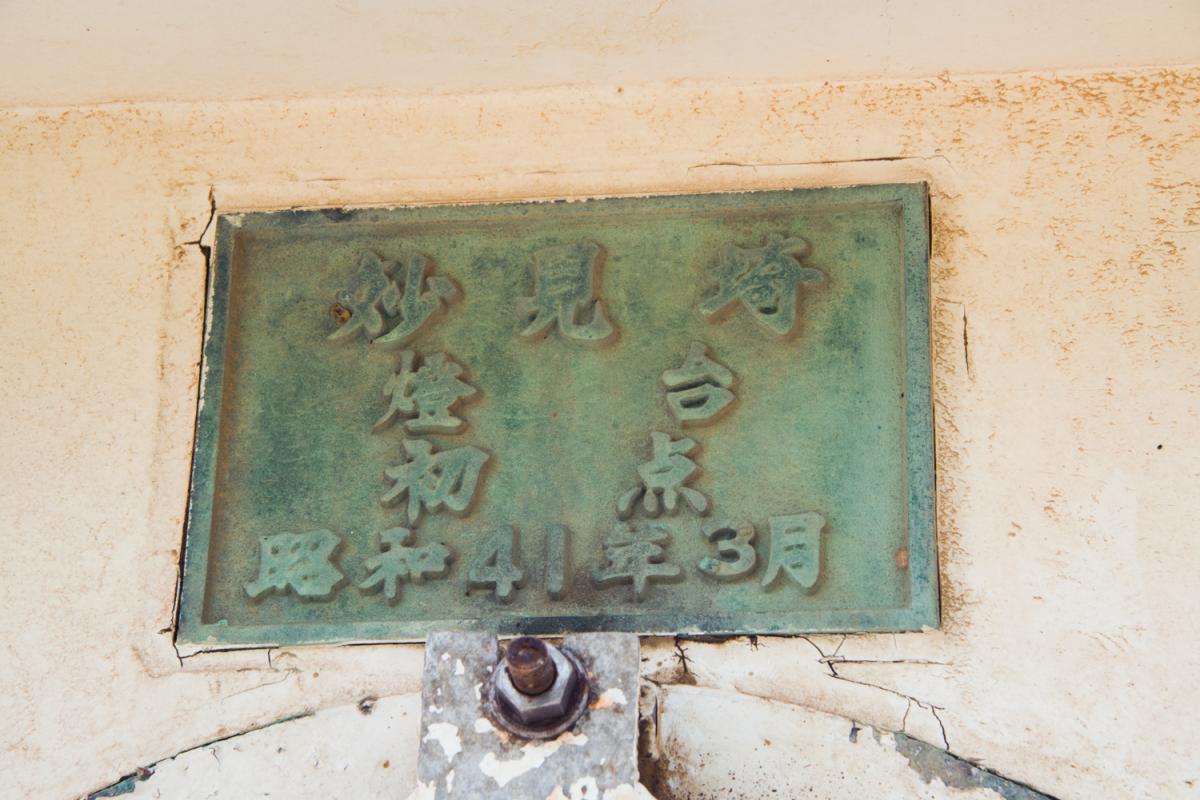 妙見埼
燈台
初点
昭和41年3月